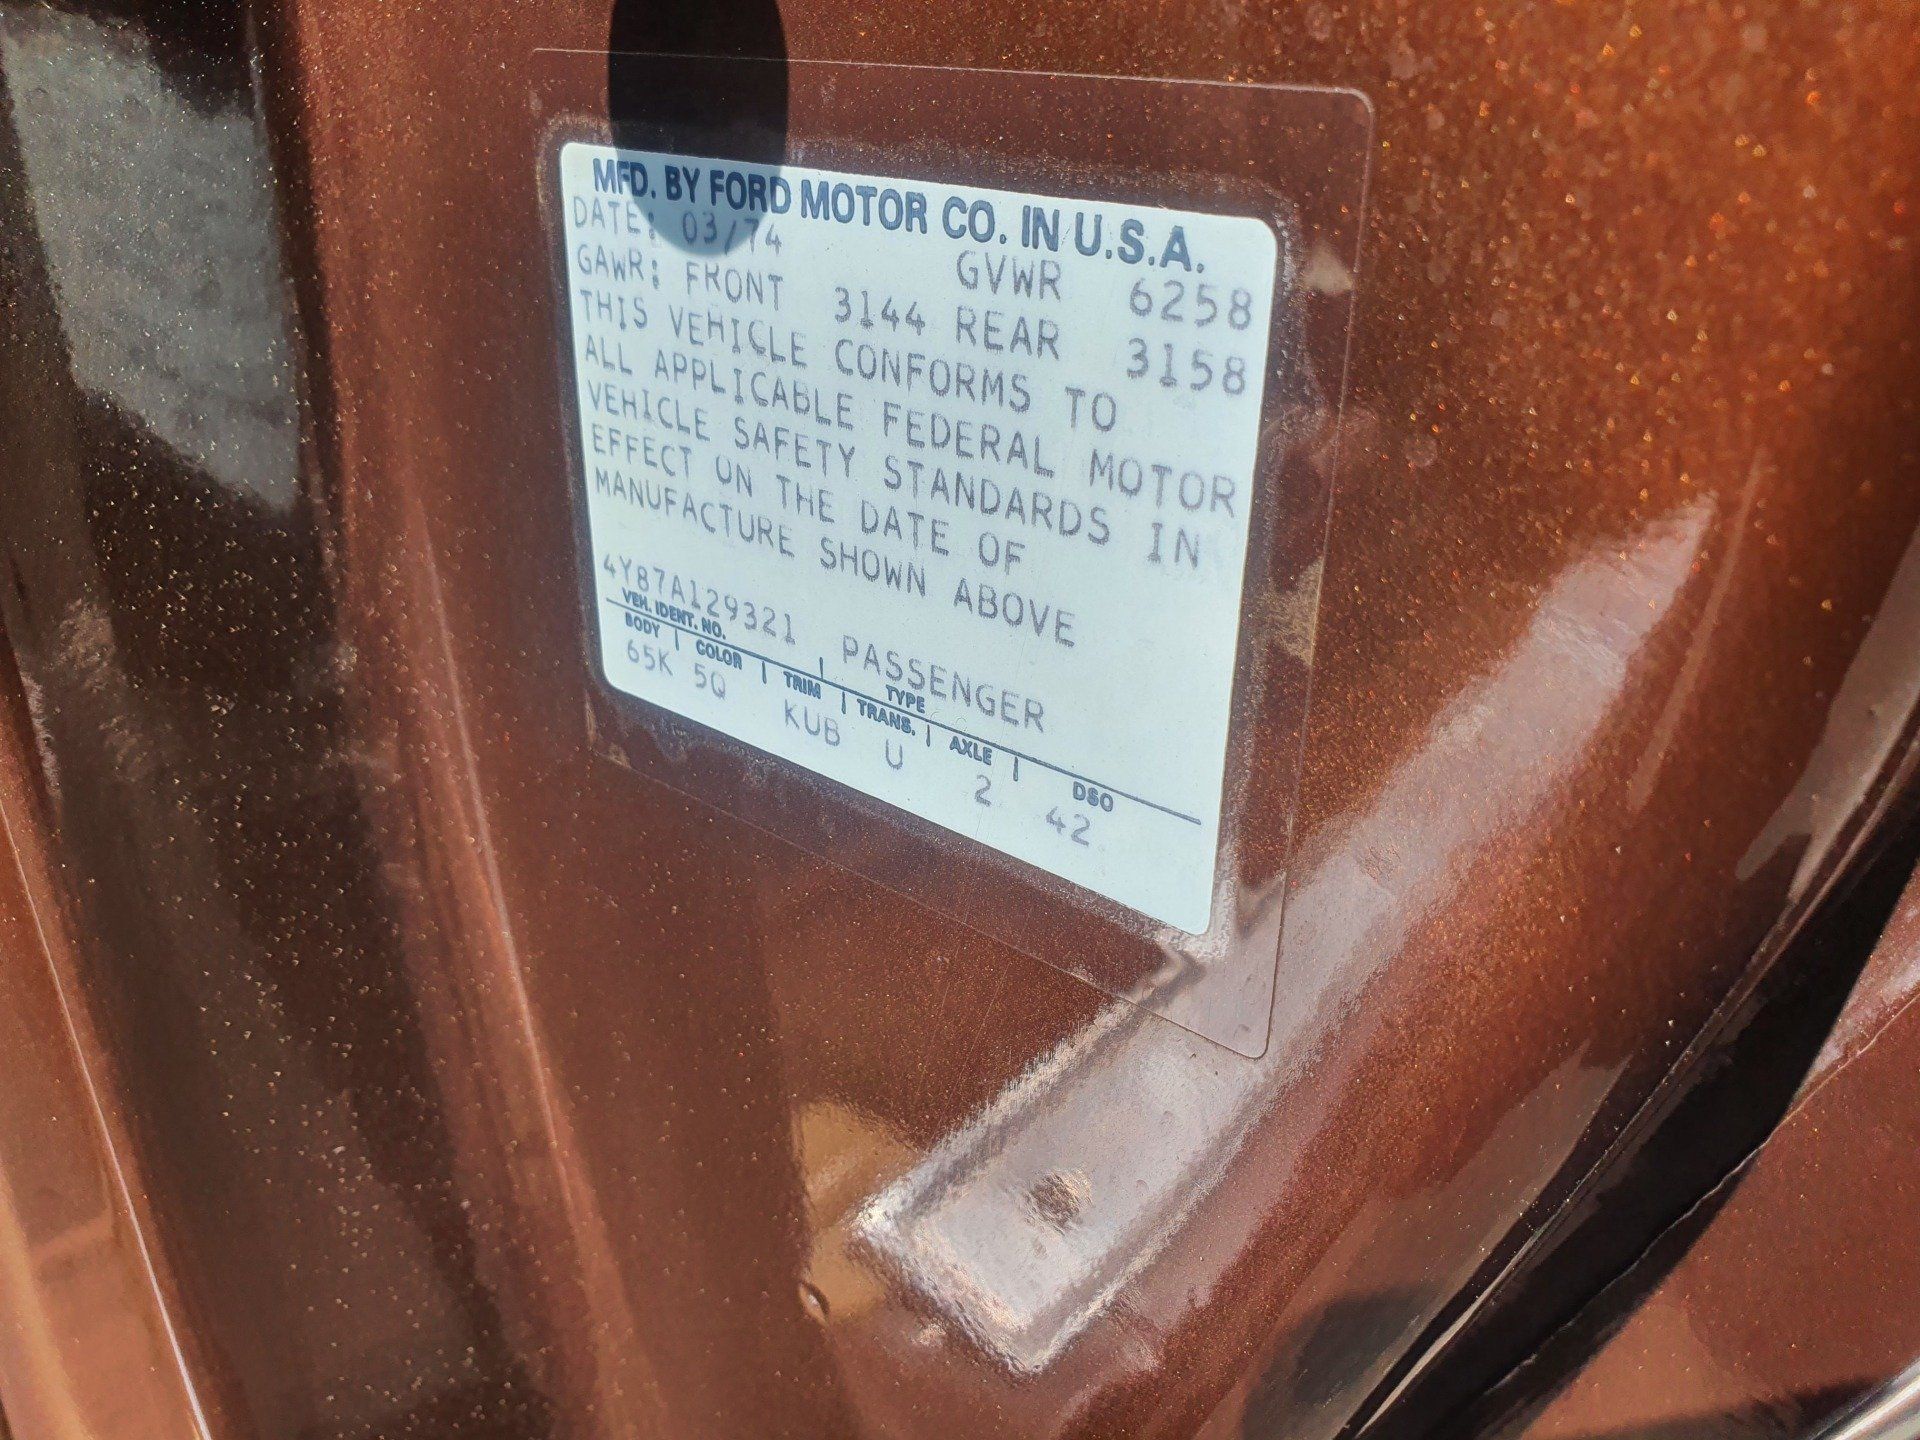 MFD. BY FORD MOTOR CO. IN U.S.A.
DATE: 03/74 GVWR 6258
GAWR: FRONT 3144 REAR 3158
THIS VEHICLE CONFORMS TO
ALL APPLICABLE FEDERAL MOTOR
VEHICLE SAFETY STANDARDS IN
EFFECT ON THE DATE OF
MANUFACTURE SHOWN ABOVE
4Y87A129321 PASSENGER
VEH. IDENT. NO. TYPE
BODY COLOR TRIM TRANS. AXLE DSO
65K 5Q KUB U 2 42